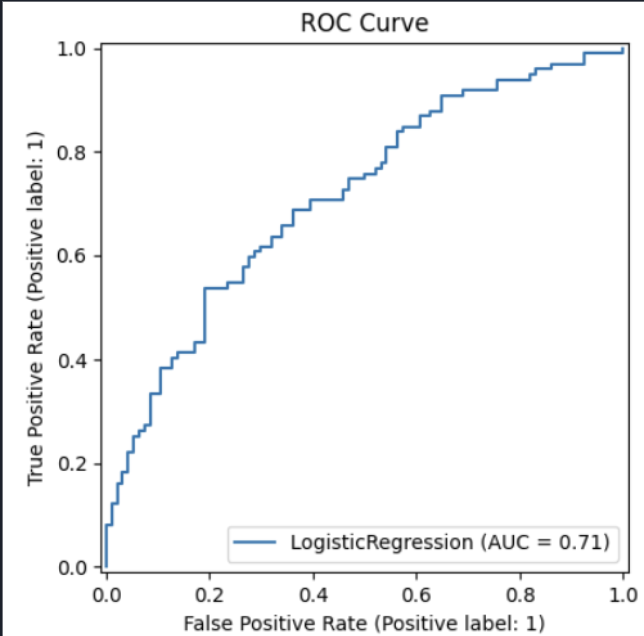 ROC Curve
True Positive Rate (Positive label: 1)
1.0
0.8
0.6
0.4
0.2
0.0
LogisticRegression (AUC = 0.71)
0.0 0.2 0.4 0.6 0.8 1.0
False Positive Rate (Positive label: 1)